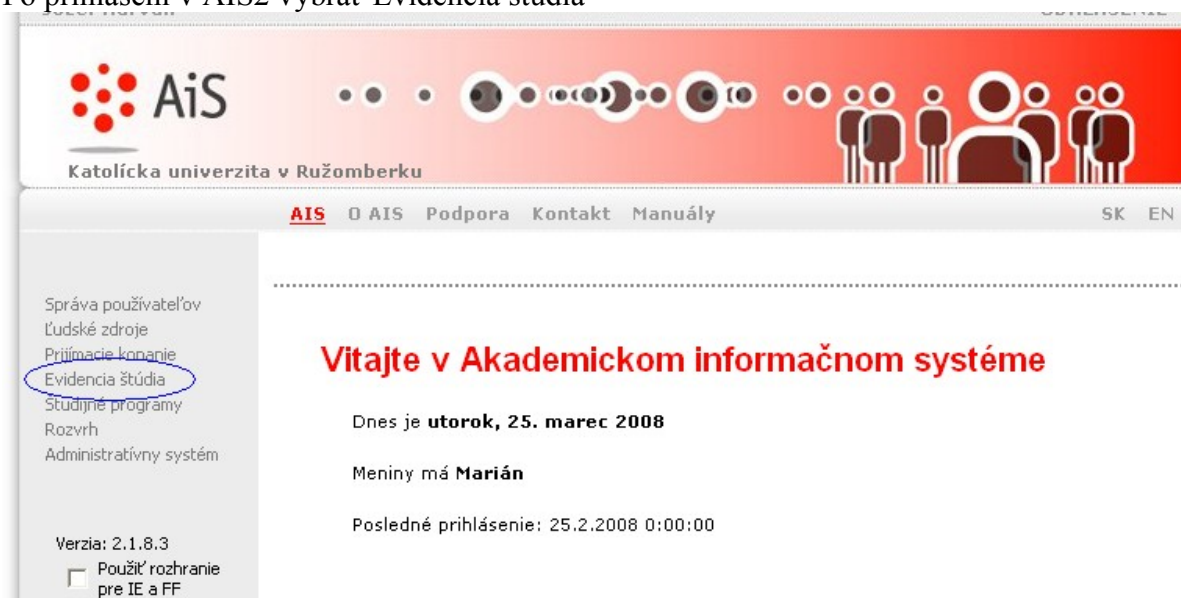 Po prihlásení v AIS2 vybrať Evidencia štúdia
AiS
Katolícka univerzita v Ružomberku
AIS O AIS Podpora Kontakt Manuály SK EN
Správa používateľov
Ľudské zdroje
Prijímacie konanie
Evidencia štúdia
Študijné programy
Rozvrh
Administratívny systém
Vitajte v Akademickom informačnom systéme
Dnes je utorok, 25. marec 2008
Meniny má Marián
Posledné prihlásenie: 25.2.2008 0:00:00
Verzia: 2.1.8.3
Použiť rozhranie
pre IE a FF